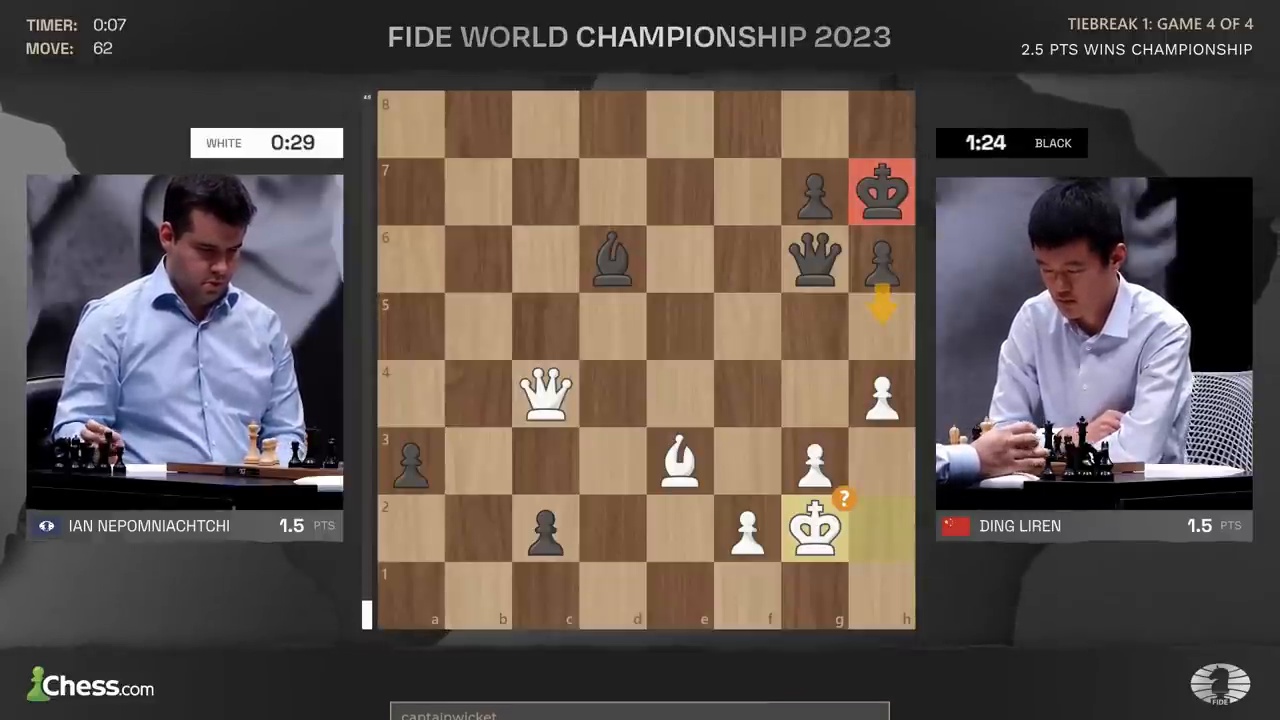 TIMER: 0:07
MOVE: 62
FIDE WORLD CHAMPIONSHIP 2023
TIEBREAK 1: GAME 4 OF 4
2.5 PTS WINS CHAMPIONSHIP
WHITE 0:29
1:24 BLACK
8
7
6
5
4
3
2
1
a b c d e f g h
?
IAN NEPOMNIACHTCHI 1.5 PTS
DING LIREN 1.5 PTS
Chess.com
FIDE
captainwicket